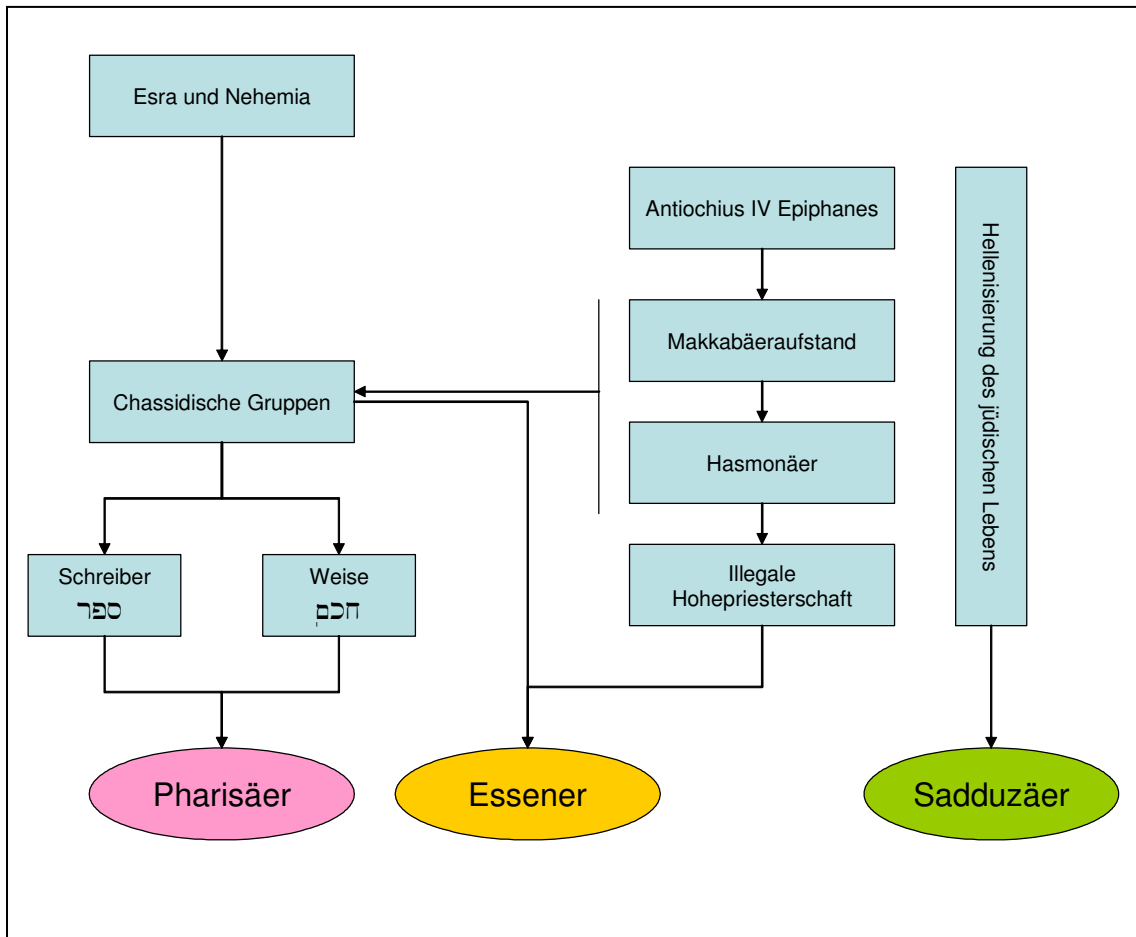 Esra und Nehemia
Antiochius IV Epiphanes
Hellenisierung des jüdischen Lebens
Makkabäeraufstand
Chassidische Gruppen
Hasmonäer
Schreiber
ספר
Weise
חכםְ
Illegale
Hohepriesterschaft
Pharisäer
Essener
Sadduzäer